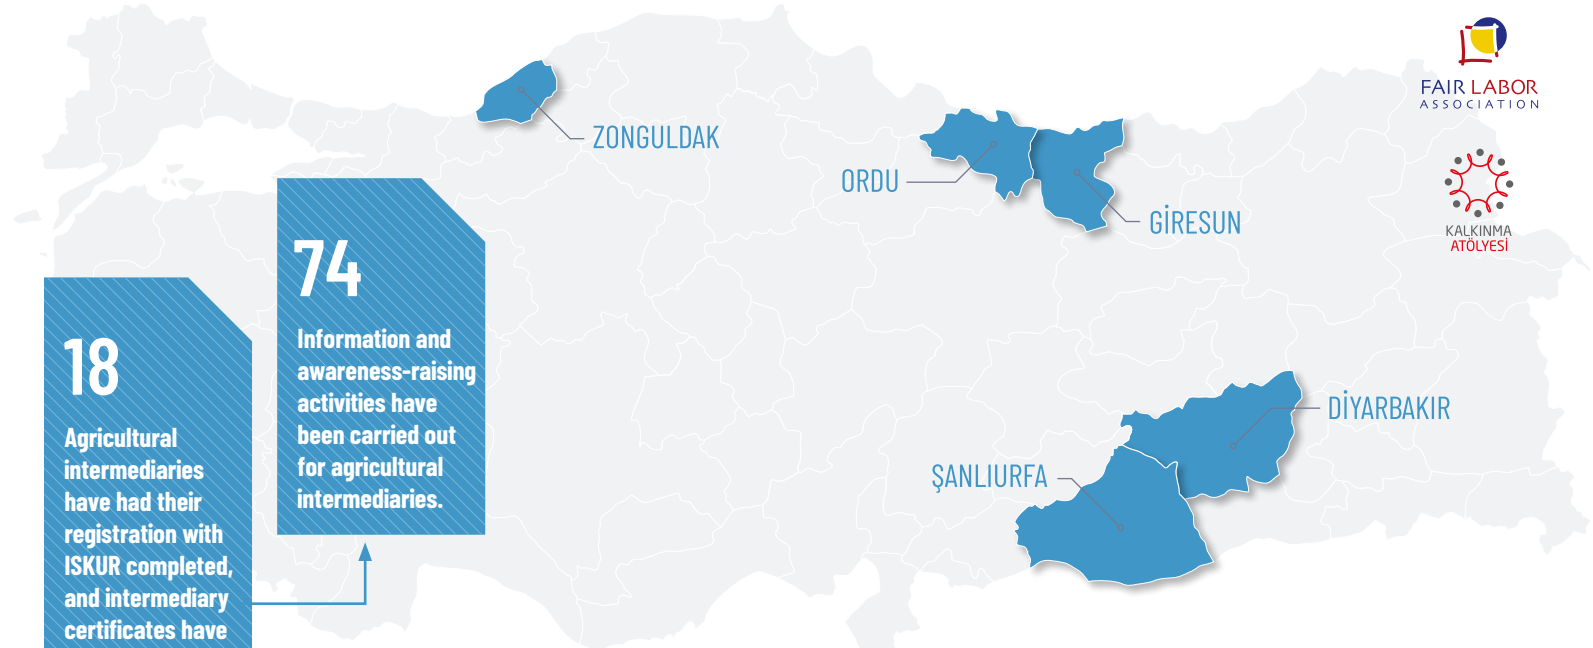 FAIR LABOR
ASSOCIATION
ZONGULDAK
KALKINMA
ATÖLYESİ
ORDU
GİRESUN
74
Information and
awareness-raising
activities have
been carried out
for agricultural
intermediaries.
18
Agricultural
intermediaries
have had their
registration with
ISKUR completed,
and intermediary
certificates have
DİYARBAKIR
ŞANLIURFA